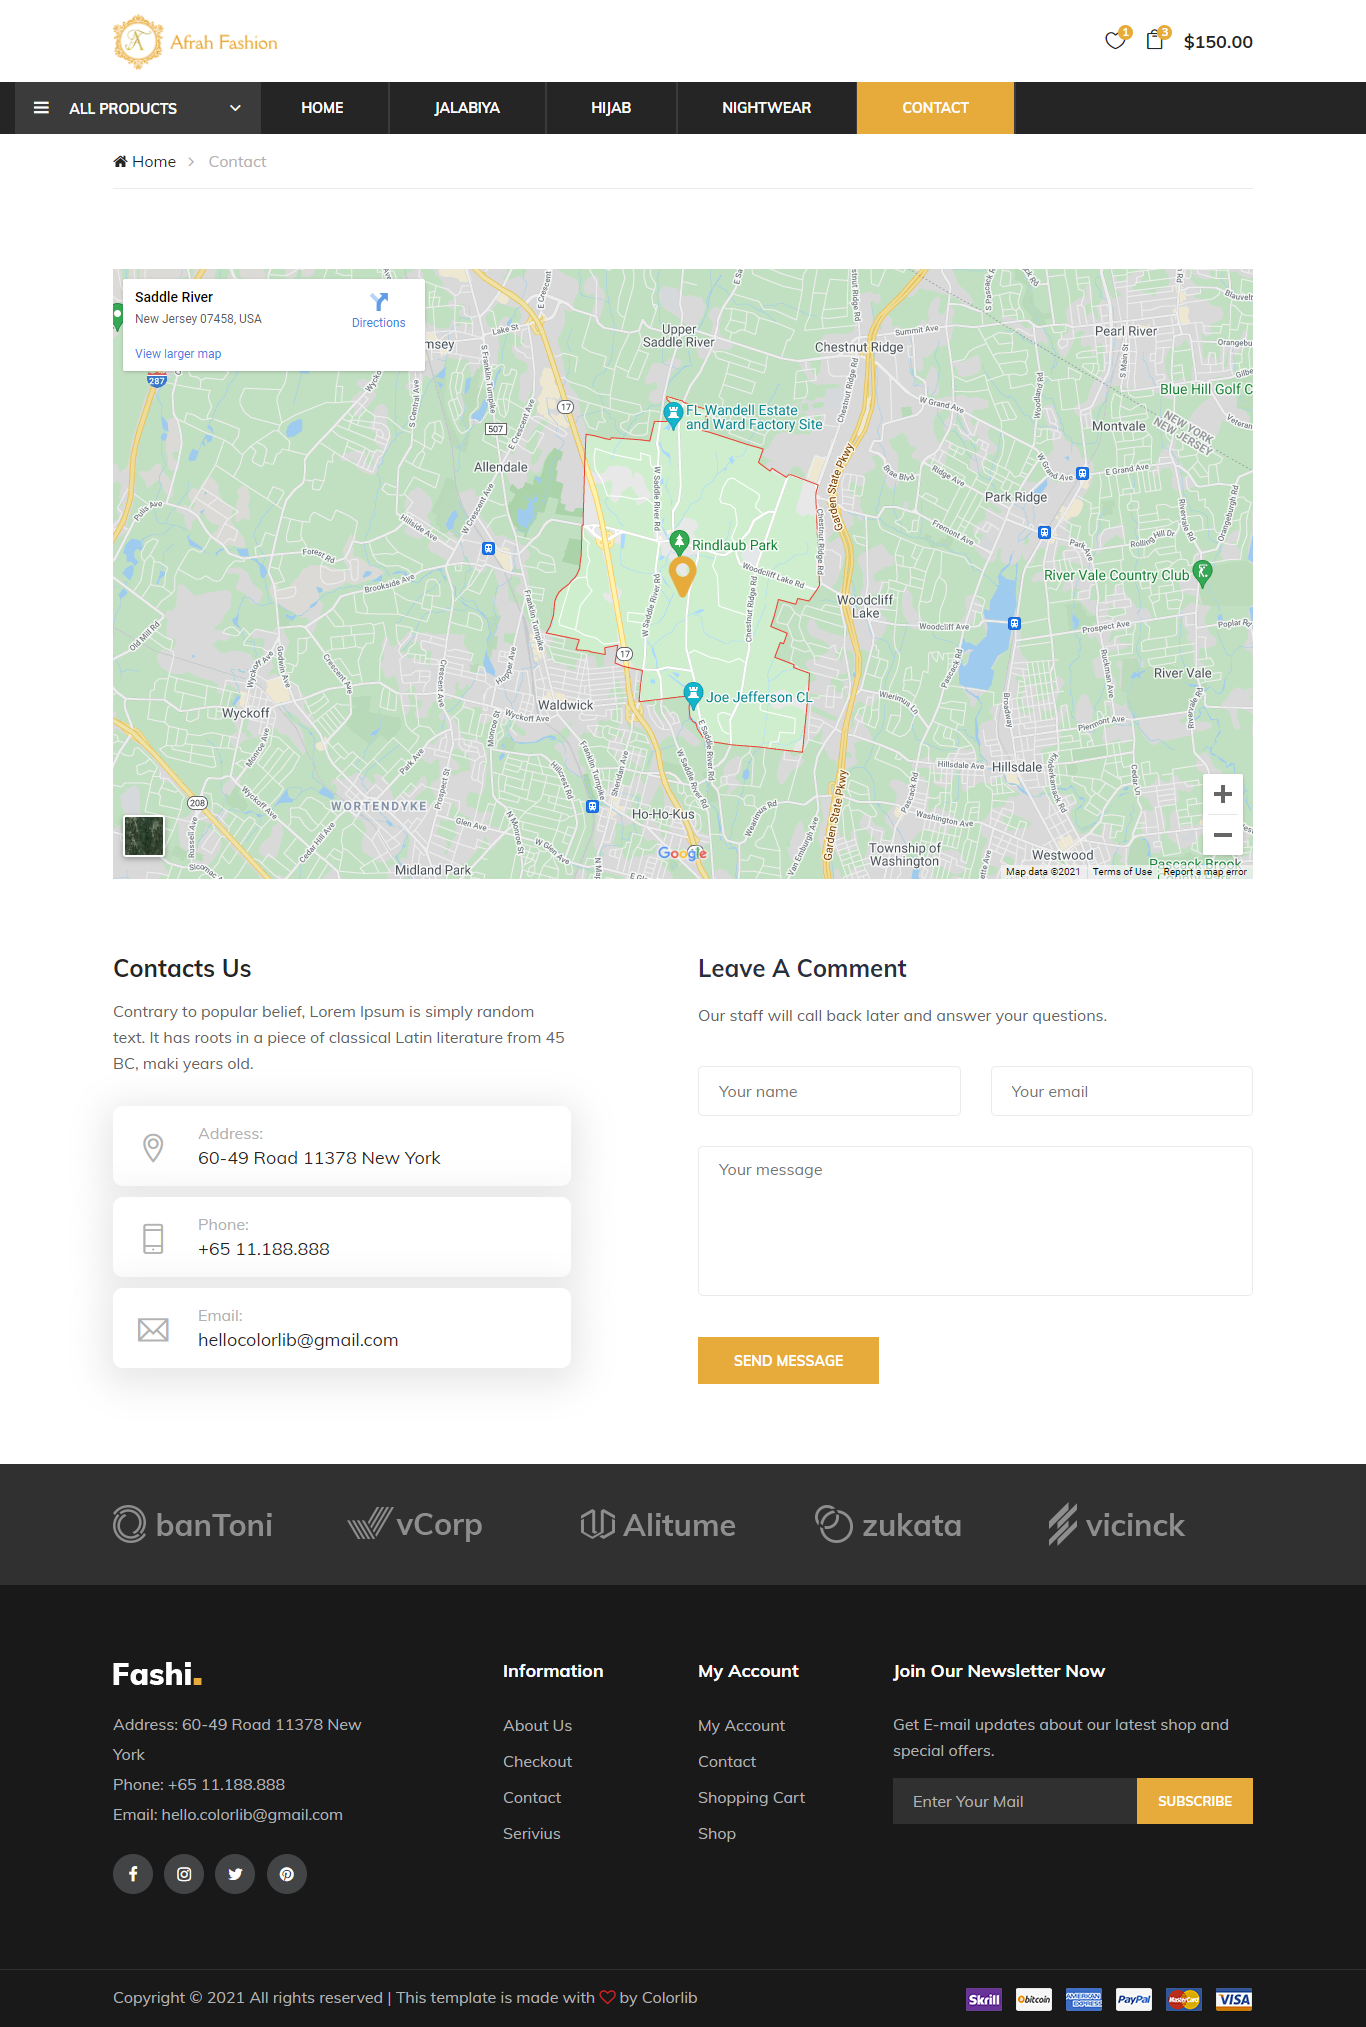 Afrah Fashion
1
3
$150.00
ALL PRODUCTS
HOME
JALABIYA
HIJAB
NIGHTWEAR
CONTACT
Home
Contact
Saddle River
New Jersey 07458, USA
Directions
View larger map
Upper
Saddle River
Chestnut Ridge
Pearl River
Blue Hill Golf C
FL Wandell Estate
and Ward Factory Site
Montvale
NEW YORK
NEW JERSEY
Allendale
Park Ridge
Rindlaub Park
River Vale Country Club
Woodcliff
Lake
River Vale
Joe Jefferson CL
Waldwick
Wyckoff
Hillsdale
WORTENDYKE
Ho-Ho-Kus
Township of
Washington
Westwood
Pascack Brook
Midland Park
Google
Map data ©2021
Terms of Use
Report a map error
Contacts Us
Contrary to popular belief, Lorem Ipsum is simply random
text. It has roots in a piece of classical Latin literature from 45
BC, maki years old.
Address:
60-49 Road 11378 New York
Phone:
+65 11.188.888
Email:
hellocolorlib@gmail.com
Leave A Comment
Our staff will call back later and answer your questions.
Your name
Your email
Your message
SEND MESSAGE
banToni
vCorp
Alitume
zukata
vicinck
Fashi.
Address: 60-49 Road 11378 New
York
Phone: +65 11.188.888
Email: hello.colorlib@gmail.com
Information
About Us
Checkout
Contact
Serivius
My Account
My Account
Contact
Shopping Cart
Shop
Join Our Newsletter Now
Get E-mail updates about our latest shop and
special offers.
Enter Your Mail
SUBSCRIBE
Copyright © 2021 All rights reserved | This template is made with
by Colorlib
Skrill
bitcoin
AMERICAN EXPRESS
PayPal
MasterCard
VISA